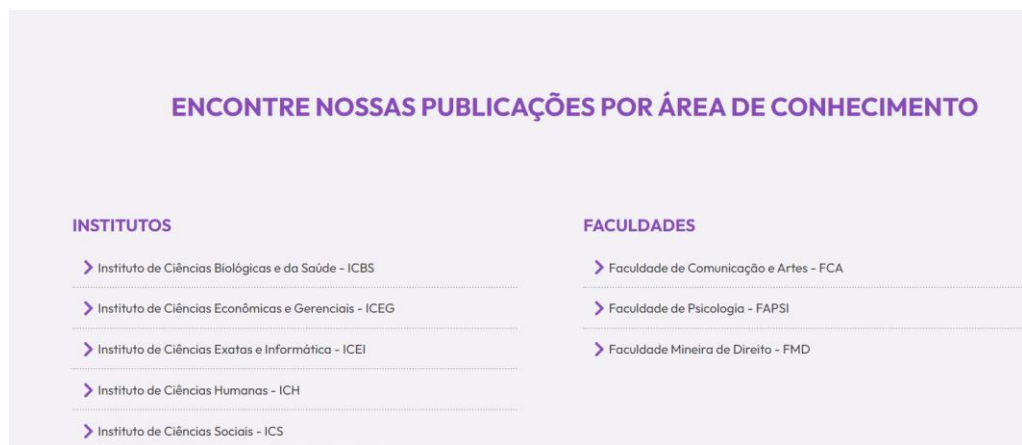 ENCONTRE NOSSAS PUBLICAÇÕES POR ÁREA DE CONHECIMENTO
INSTITUTOS
Instituto de Ciências Biológicas e da Saúde - ICBS
Instituto de Ciências Econômicas e Gerenciais - ICEG
Instituto de Ciências Exatas e Informática - ICEI
Instituto de Ciências Humanas - ICH
Instituto de Ciências Sociais - ICS
FACULDADES
Faculdade de Comunicação e Artes - FCA
Faculdade de Psicologia - FAPSI
Faculdade Mineira de Direito - FMD